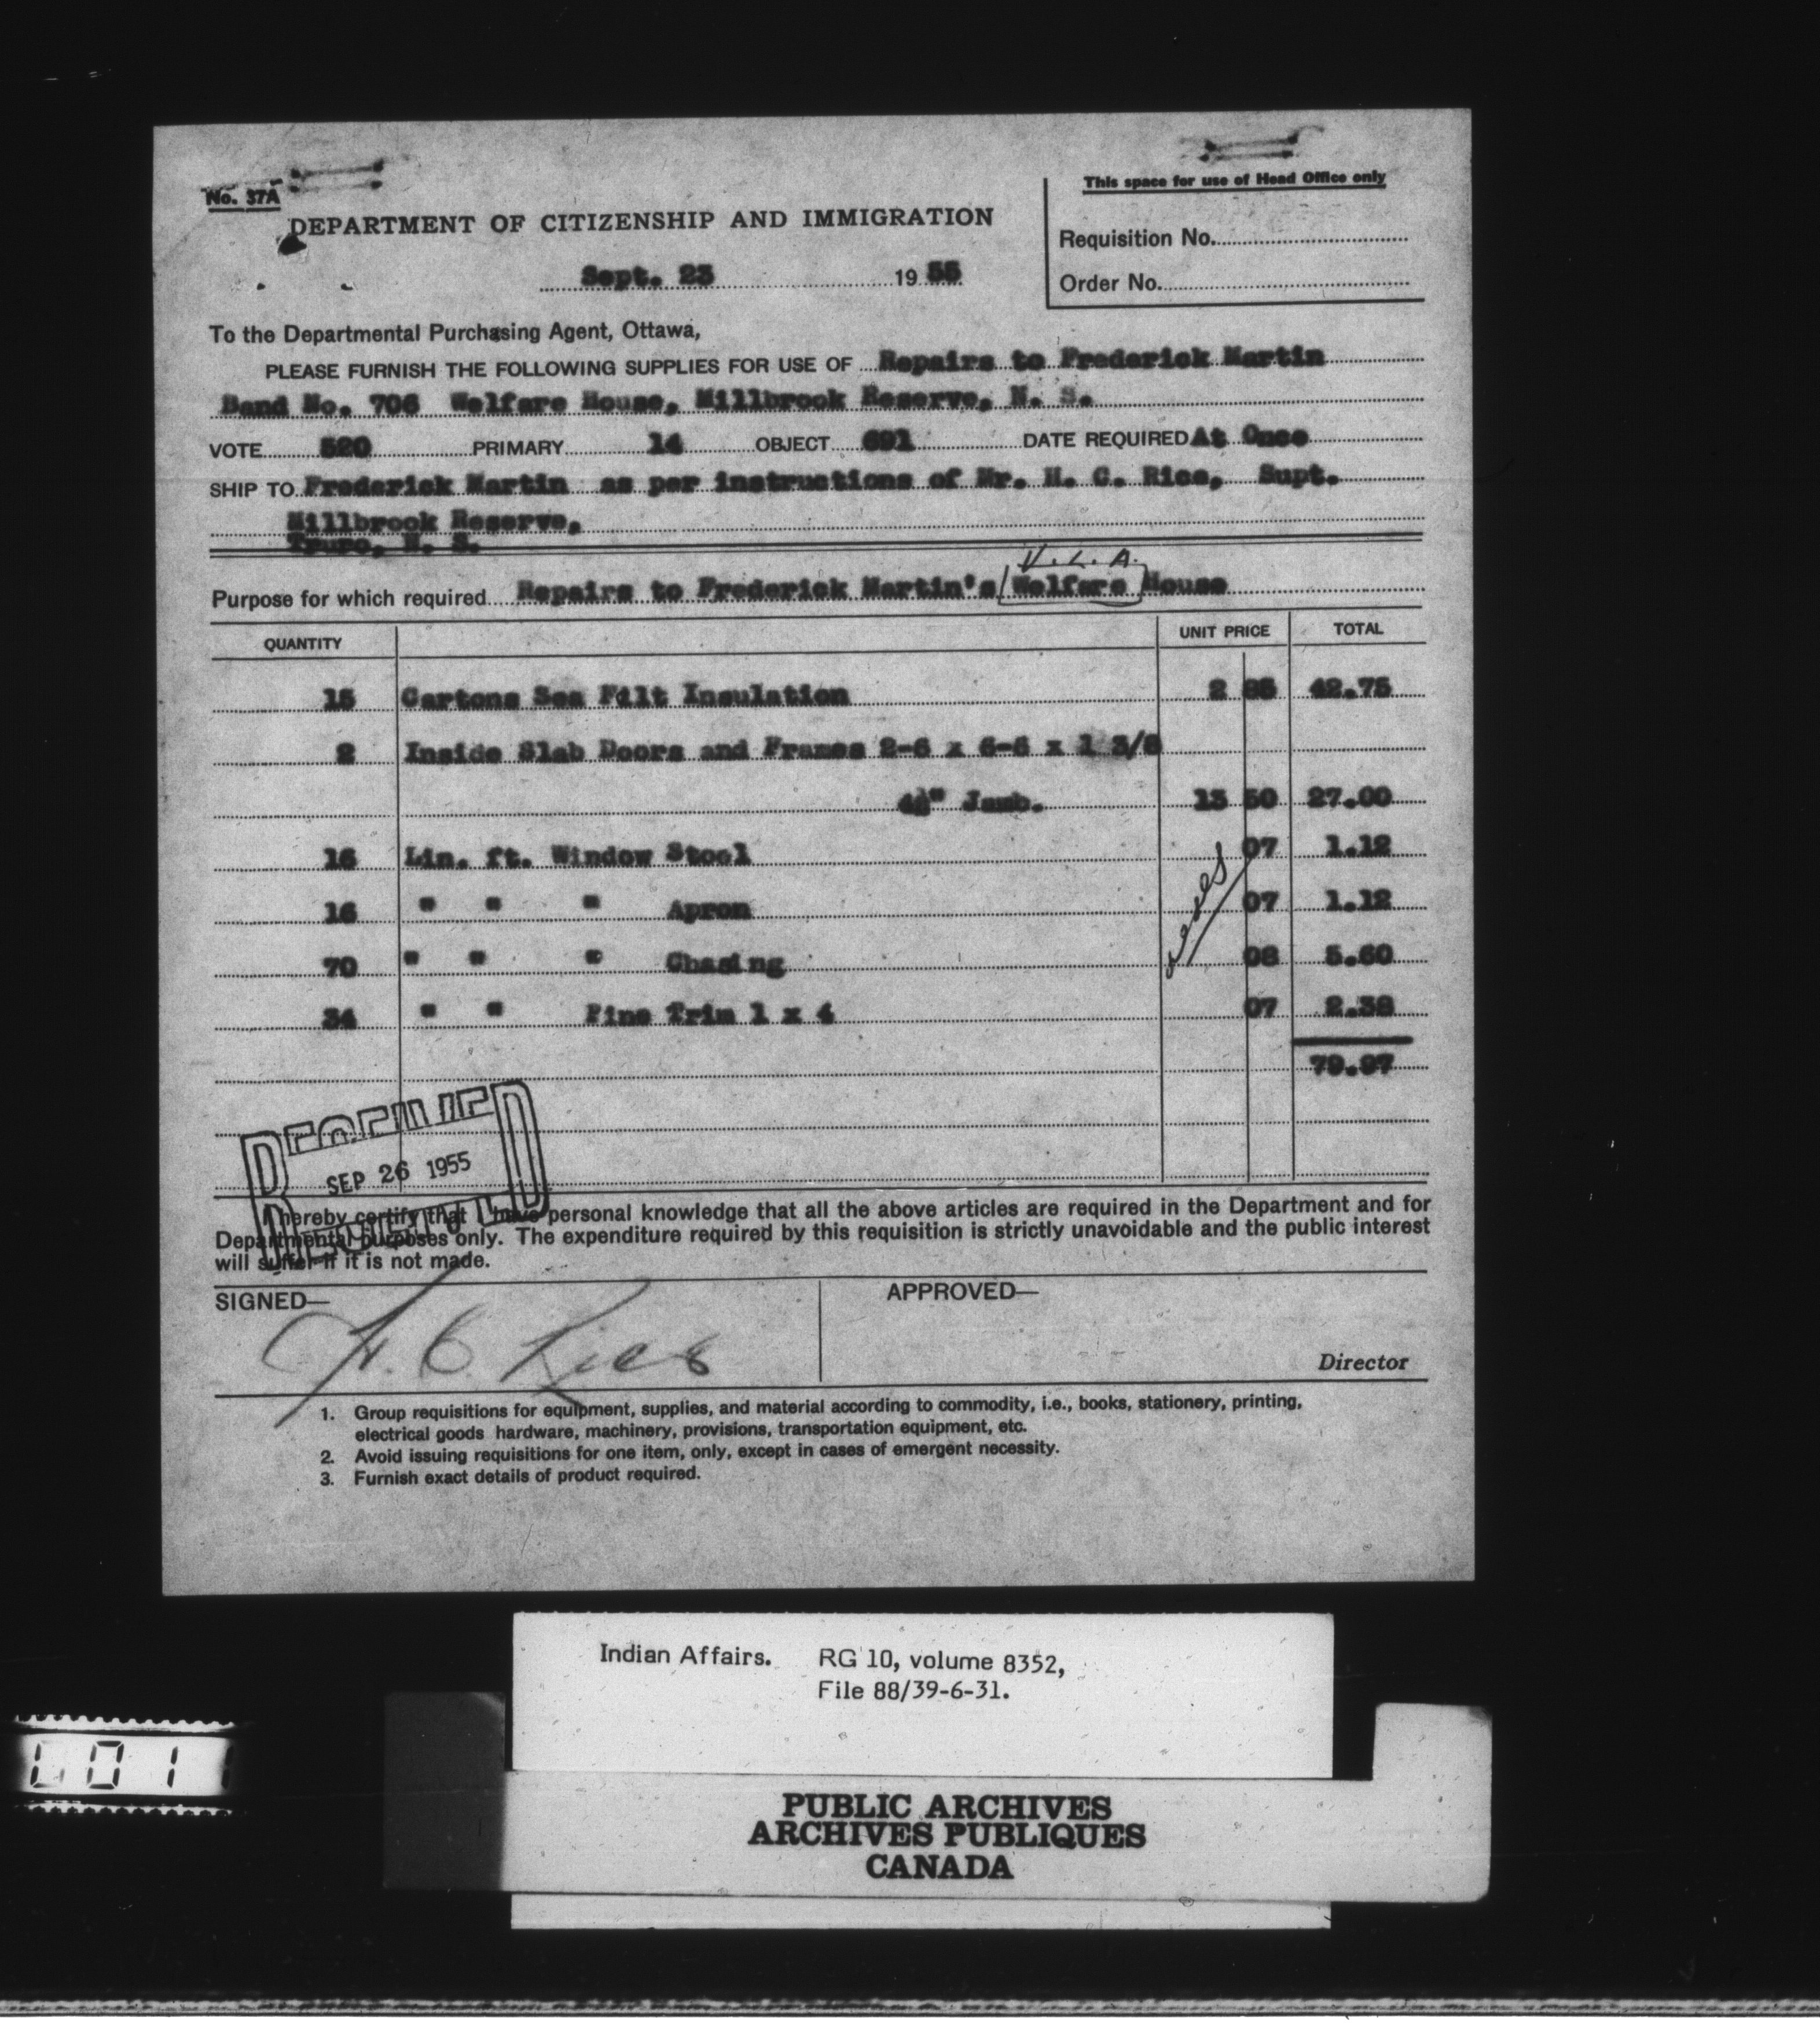 No. 37A
DEPARTMENT OF CITIZENSHIP AND IMMIGRATION
This space for use of Head Office only
Requisition No.
Order No.
Sept. 23 19 55
To the Departmental Purchasing Agent, Ottawa,
PLEASE FURNISH THE FOLLOWING SUPPLIES FOR USE OF Repairs to Frederick Martin
Band No. 706 Welfare House, Millbrook Reserve, N. S.
VOTE 520 PRIMARY 14 OBJECT 691 DATE REQUIRED At Once
SHIP TO Frederick Martin as per instructions of Mr. H. C. Rice, Supt.
Millbrook Reserve,
Truro, N. S.
V. L. A.
Purpose for which required Repairs to Frederick Martin's Welfare House
QUANTITY UNIT PRICE TOTAL
15 Cartons Sea Filt Insulation 2 85 42.75
2 Inside Slab Doors and Frames 2-6 x 6-6 x 1 3/8
Jamb. 13 50 27.00
16 Lin. ft. Window Stool 07 1.12
16 " " " Apron 07 1.12
70 " " " Chasing 08 5.60
34 " " Pine Trim 1 x 4 07 2.38
79.97
RECEIVED
SEP 26 1955
I hereby certify that I have personal knowledge that all the above articles are required in the Department and for
Departmental purposes only. The expenditure required by this requisition is strictly unavoidable and the public interest
will suffer if it is not made.
SIGNED— APPROVED—
H. C. Rice
Director
1. Group requisitions for equipment, supplies, and material according to commodity, i.e., books, stationery, printing,
electrical goods hardware, machinery, provisions, transportation equipment, etc.
2. Avoid issuing requisitions for one item, only, except in cases of emergent necessity.
3. Furnish exact details of product required.
Indian Affairs. RG 10, volume 8352,
File 88/39-6-31.
PUBLIC ARCHIVES
ARCHIVES PUBLIQUES
CANADA